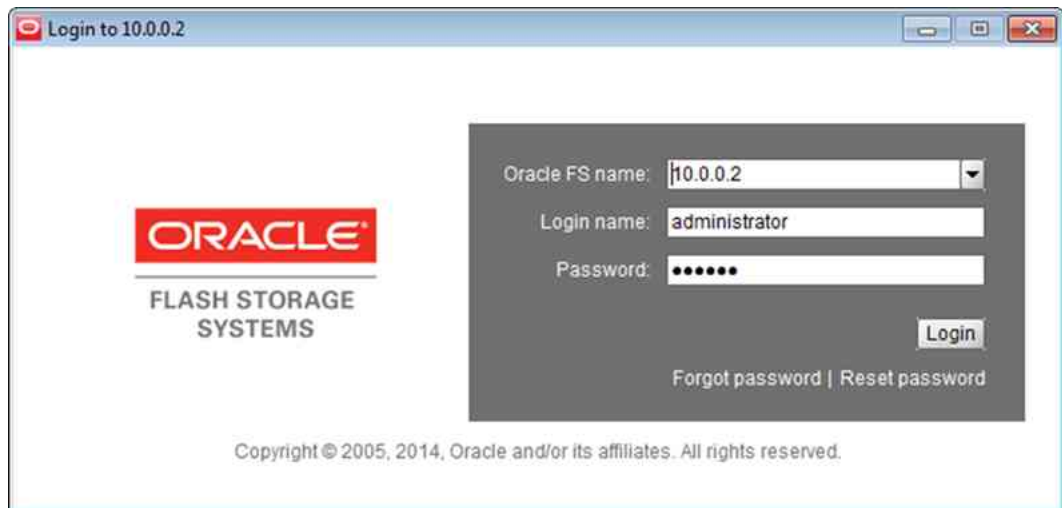 Login to 10.0.0.2
Oracle FS name: 10.0.0.2
Login name: administrator
Password: ●●●●●●
ORACLE
FLASH STORAGE
SYSTEMS
Login
Forgot password | Reset password
Copyright © 2005, 2014, Oracle and/or its affiliates. All rights reserved.